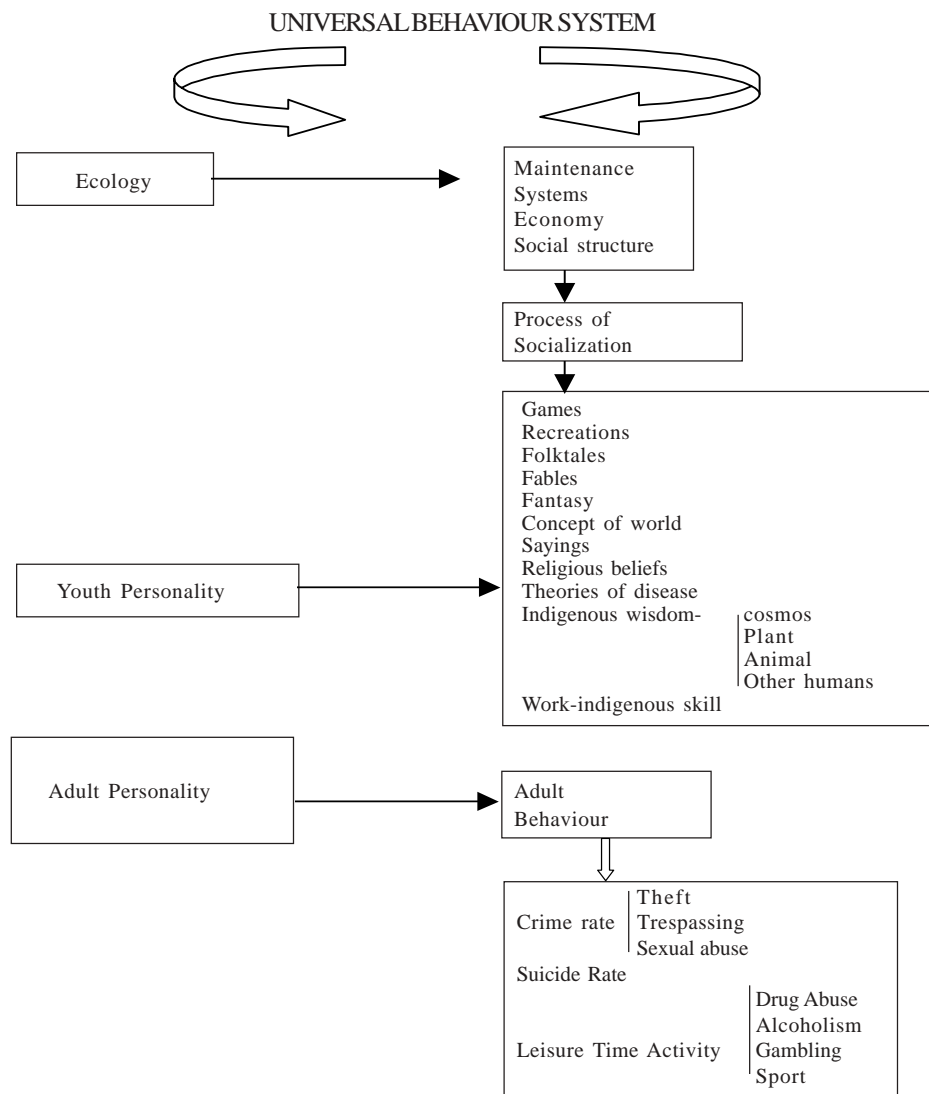 UNIVERSAL BEHAVIOUR SYSTEM
Ecology
Maintenance
Systems
Economy
Social structure
Process of
Socialization
Games
Recreations
Folktales
Fables
Fantasy
Concept of world
Sayings
Religious beliefs
Youth Personality
Theories of disease
Indigenous wisdom- cosmos
Plant
Animal
Other humans
Work-indigenous skill
Adult Personality
Adult
Behaviour
Theft
Crime rate Trespassing
Sexual abuse
Suicide Rate
Drug Abuse
Alcoholism
Leisure Time Activity Gambling
Sport